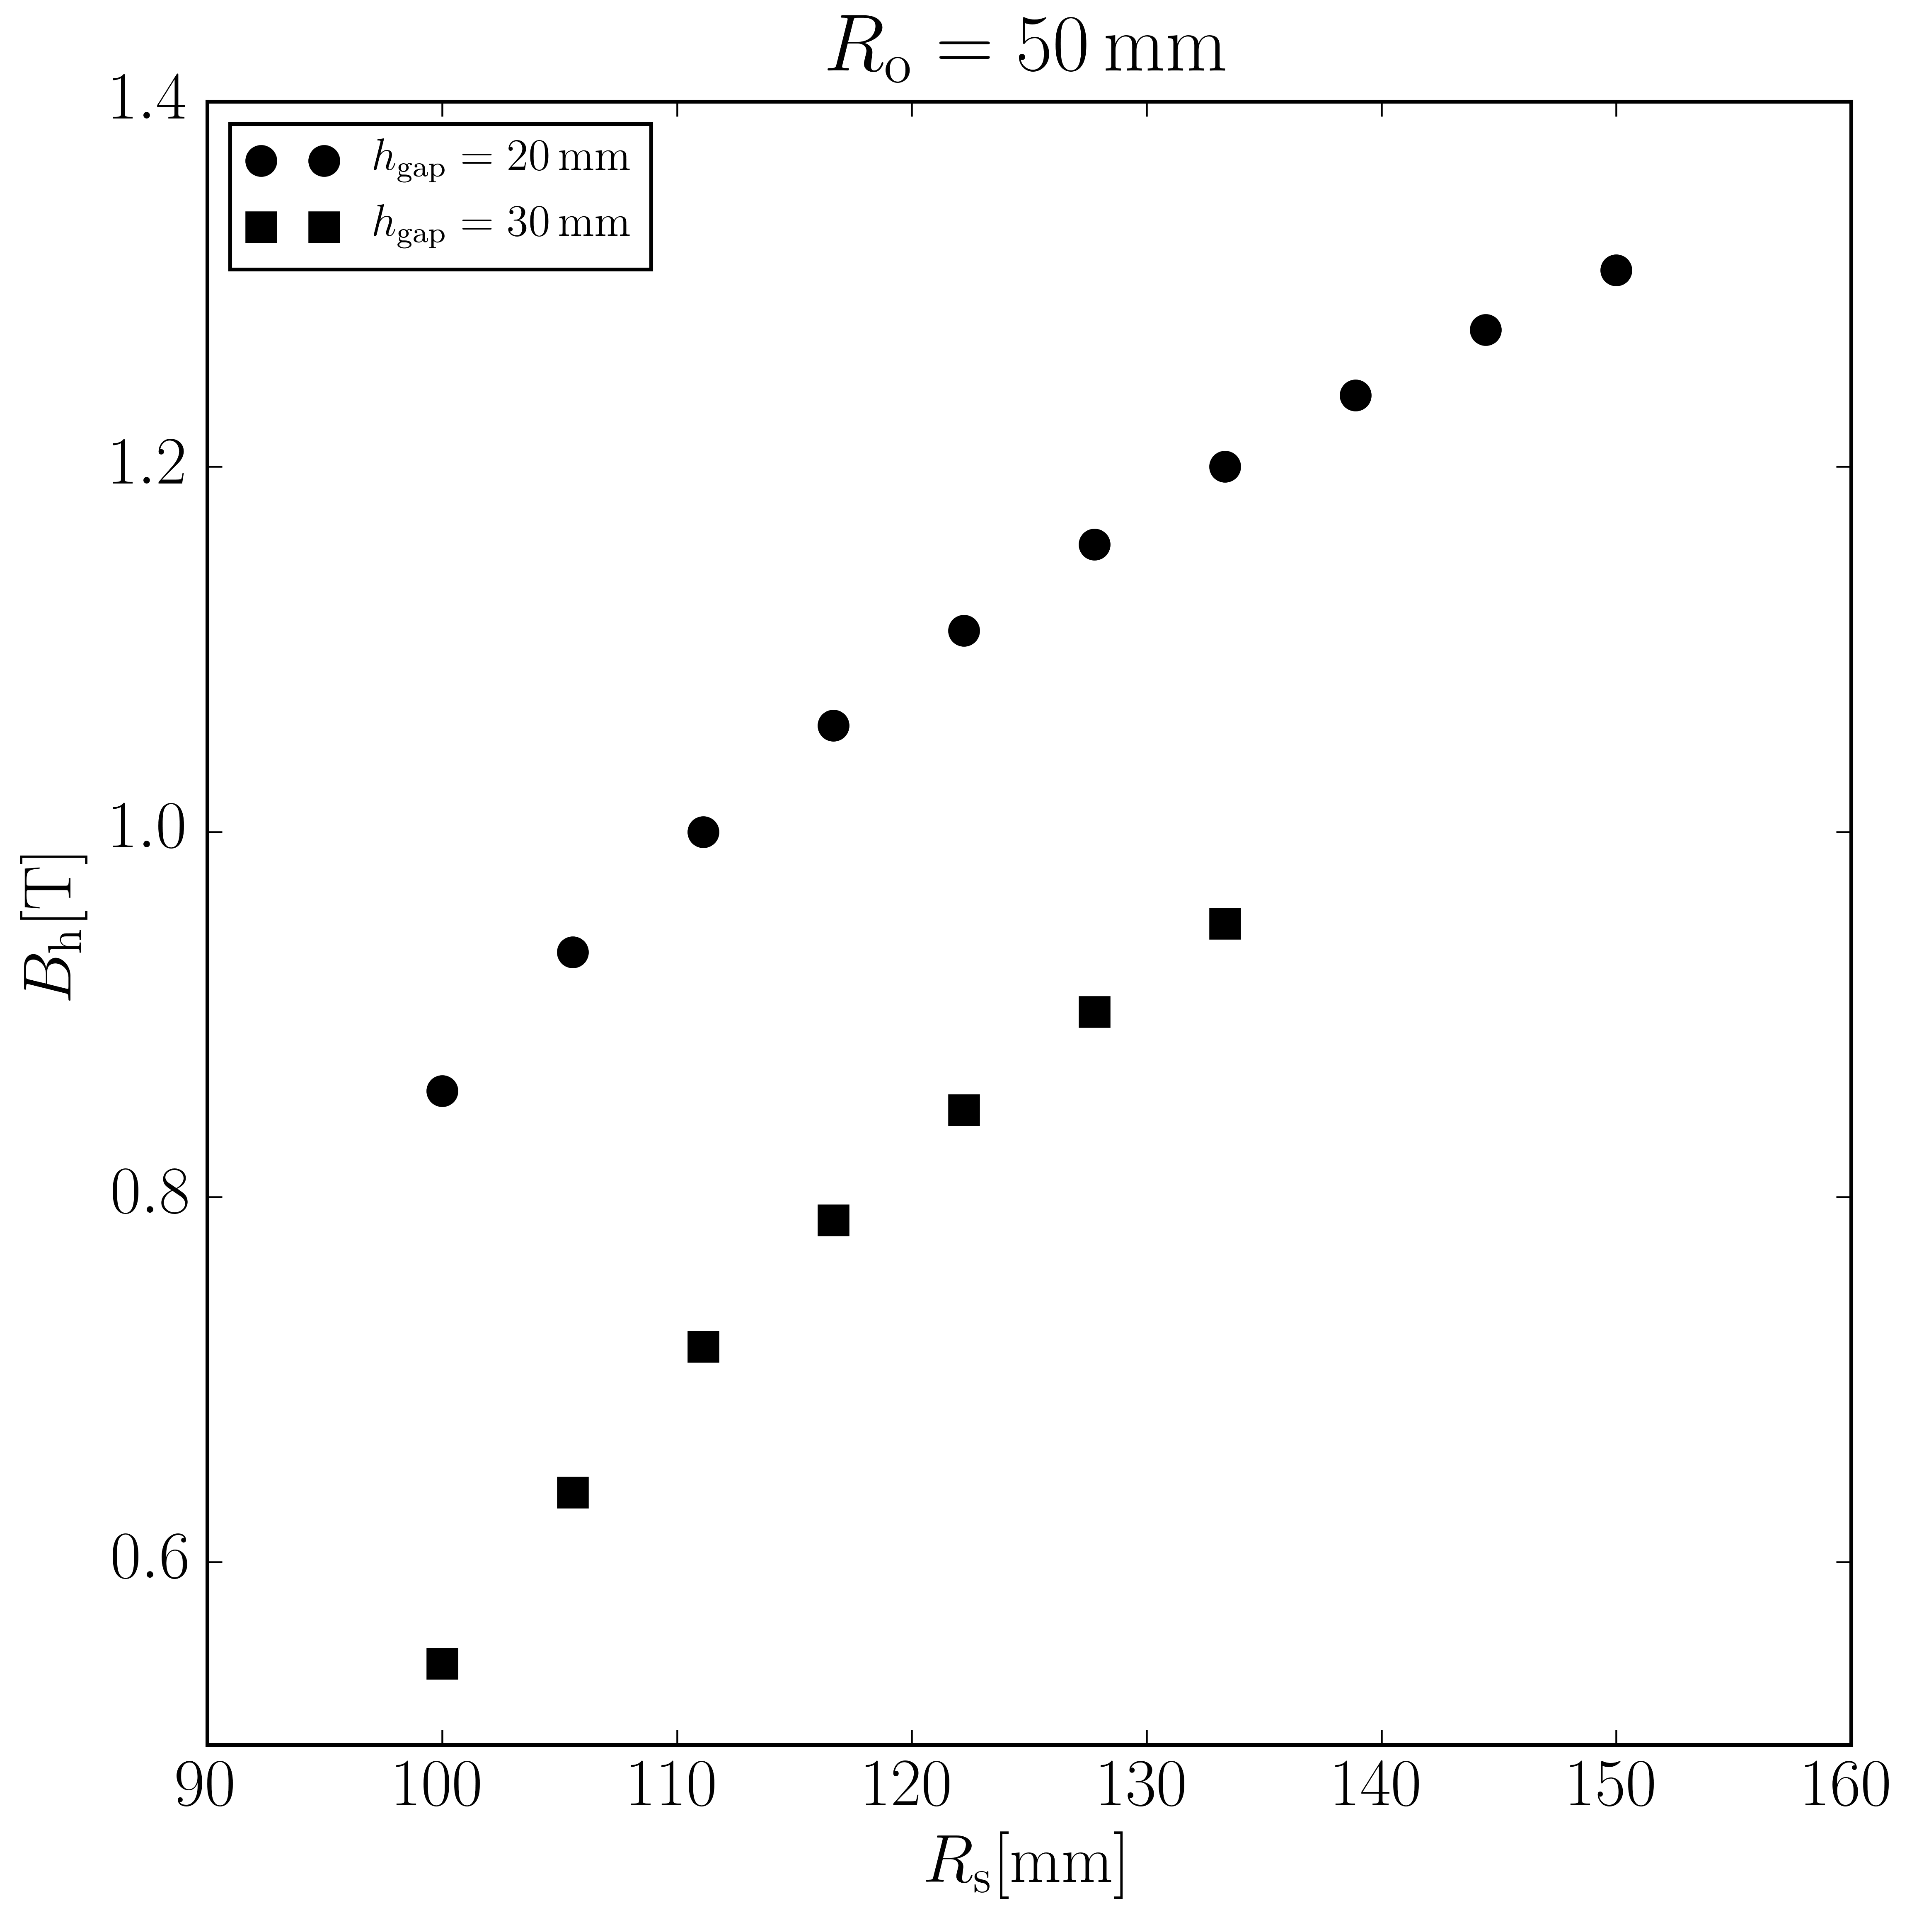 R_o = 50 mm
h_gap = 20 mm
h_gap = 30 mm
1.4
1.2
1.0
0.8
0.6
B_h[T]
90 100 110 120 130 140 150 160
R_s[mm]